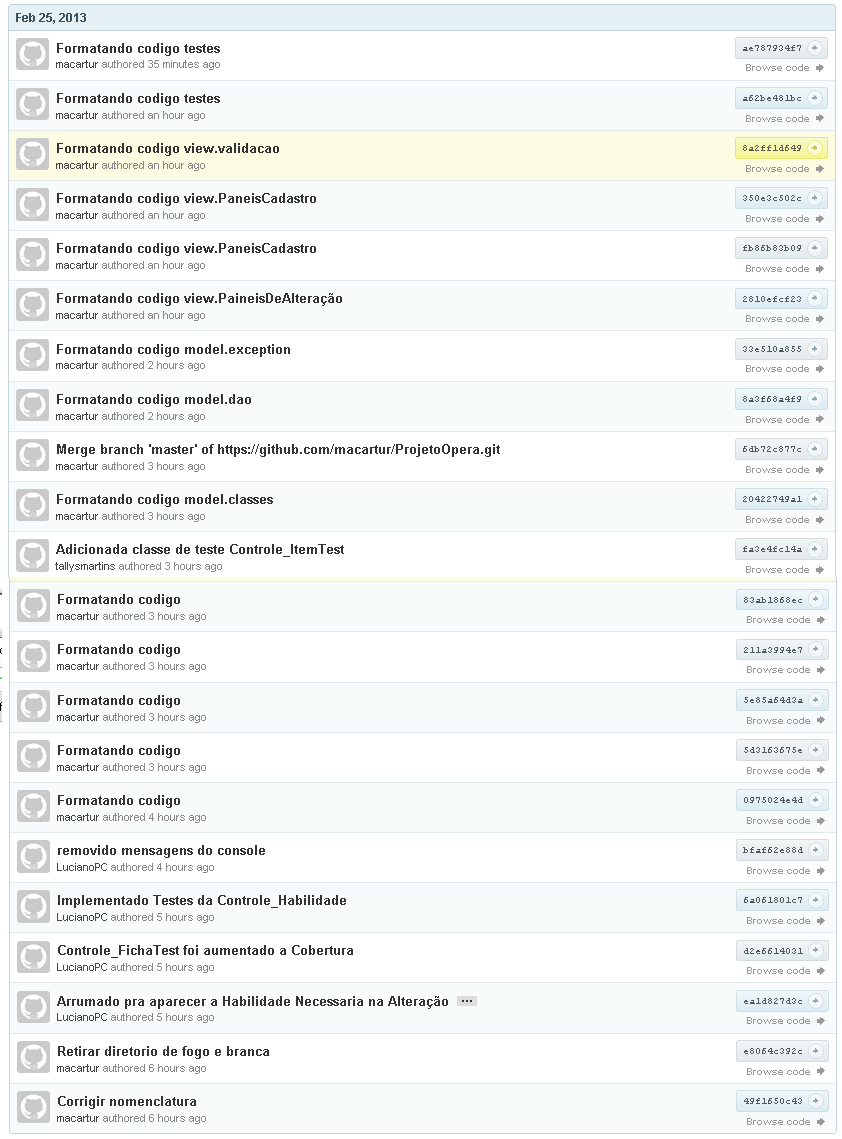 Feb 25, 2013
Formatando codigo testes
ae787934f7
macartur authored 35 minutes ago
Browse code
Formatando codigo testes
a62be481bc
macartur authored an hour ago
Browse code
Formatando codigo view.validacao
8a2ff1d649
macartur authored an hour ago
Browse code
Formatando codigo view.PaneisCadastro
350e3c502c
macartur authored an hour ago
Browse code
Formatando codigo view.PaneisCadastro
fb86b83b09
macartur authored an hour ago
Browse code
Formatando codigo view.PaineisDeAlteração
2810efcf23
macartur authored an hour ago
Browse code
Formatando codigo model.exception
33e510a855
macartur authored 2 hours ago
Browse code
Formatando codigo model.dao
8a3f68a4f9
macartur authored 2 hours ago
Browse code
Merge branch 'master' of https://github.com/macartur/ProjetoOpera.git
6db72c877c
macartur authored 3 hours ago
Browse code
Formatando codigo model.classes
20422749a1
macartur authored 3 hours ago
Browse code
Adicionada classe de teste Controle_ItemTest
fa3e4fc14a
tallysmartins authored 3 hours ago
Browse code
Formatando codigo
83ab1868ec
macartur authored 3 hours ago
Browse code
Formatando codigo
211a3994e7
macartur authored 3 hours ago
Browse code
Formatando codigo
5e85a64d3a
macartur authored 3 hours ago
Browse code
Formatando codigo
5d3163675e
macartur authored 3 hours ago
Browse code
Formatando codigo
0975024e4d
macartur authored 4 hours ago
Browse code
removido mensagens do console
bfaf62e88d
LucianoPC authored 4 hours ago
Browse code
Implementado Testes da Controle_Habilidade
6a061801c7
LucianoPC authored 5 hours ago
Browse code
Controle_FichaTest foi aumentado a Cobertura
d2e6614031
LucianoPC authored 5 hours ago
Browse code
Arrumado pra aparecer a Habilidade Necessaria na Alteração ...
ea1d827d3c
LucianoPC authored 5 hours ago
Browse code
Retirar diretorio de fogo e branca
e8064c392c
macartur authored 6 hours ago
Browse code
Corrigir nomenclatura
49f1650c43
macartur authored 6 hours ago
Browse code